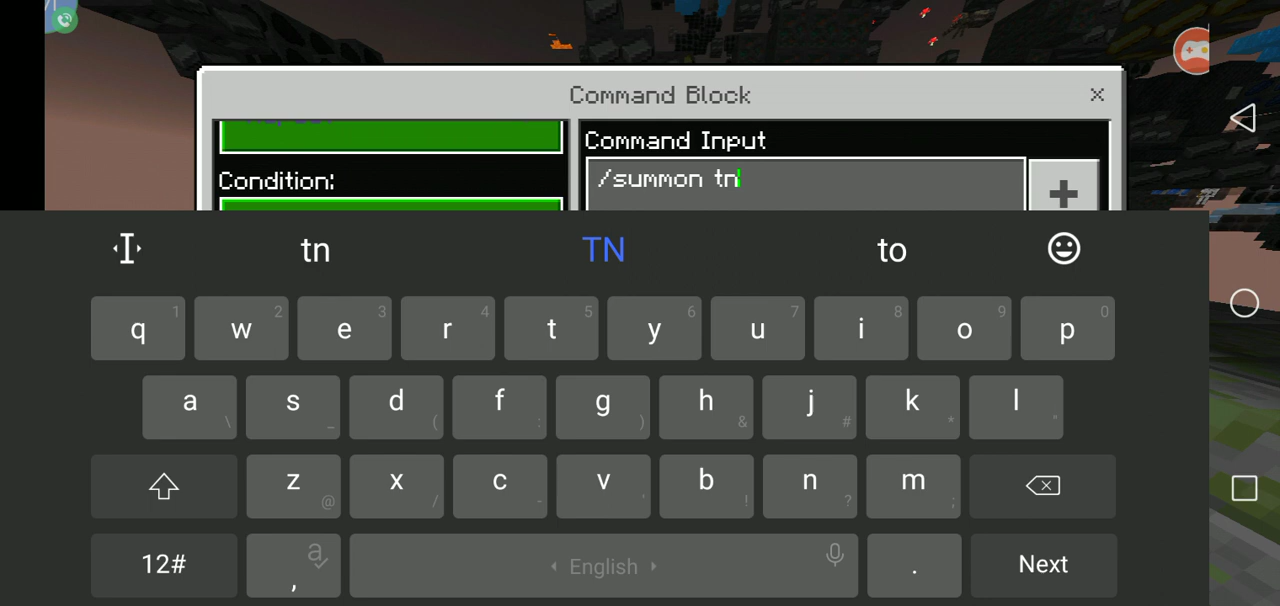 Command Block
Command Input
/summon tn
Condition:
tn TN to
q 1 w 2 e 3 r 4 t 5 y 6 u 7 i 8 o 9 p 0
a \ s _ d ( f : g ) h & j # k * l "
z @ x / c - v ' b ! n ? m ;
12# a , English . Next